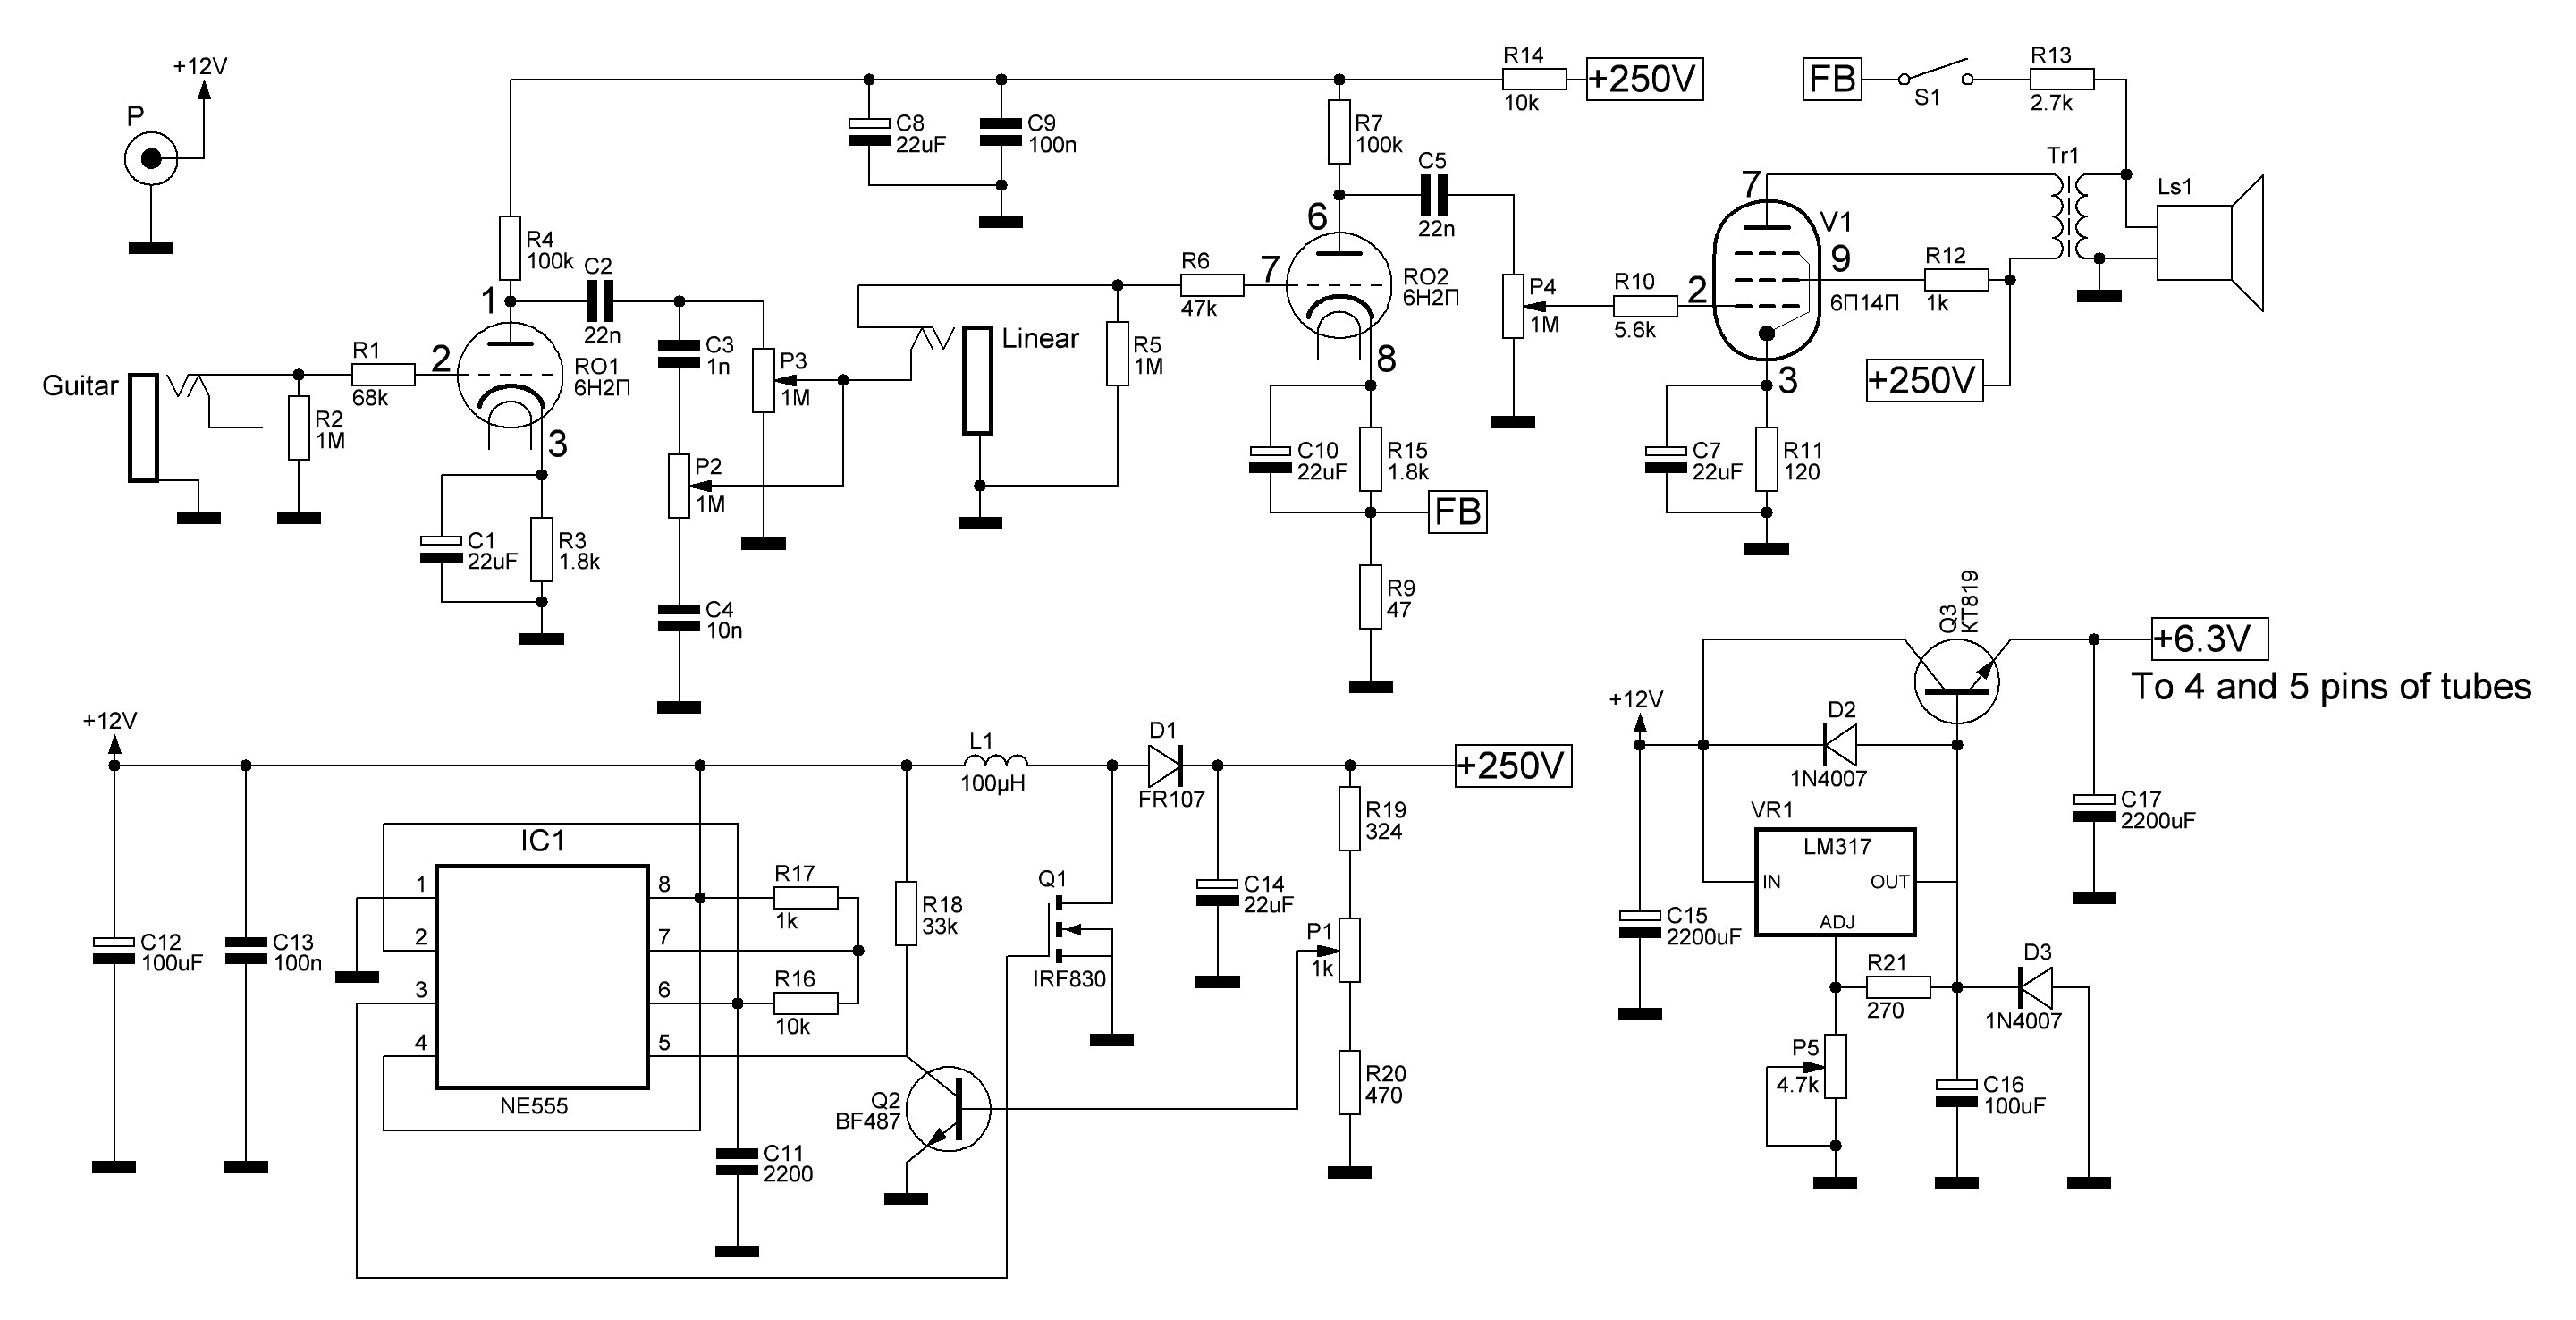 +12V
P
R14
10k
+250V
FB
S1
R13
2.7k
C8
22uF
C9
100n
R7
100k
C5
22n
Tr1
Ls1
R4
100k
C2
22n
1
6
7
V1
9
6П14П
R12
1k
+250V
Guitar
R1
68k
2
RO1
6Н2П
3
R2
1M
C3
1n
P3
1M
P2
1M
C4
10n
Linear
R5
1M
R6
47k
7
RO2
6Н2П
8
P4
1M
R10
5.6k
2
3
C1
22uF
R3
1.8k
C10
22uF
R15
1.8k
FB
R9
47
C7
22uF
R11
120
+12V
L1
100µH
D1
FR107
+250V
IC1
1
2
3
4
8
7
6
5
NE555
R17
1k
R16
10k
R18
33k
Q1
IRF830
C14
22uF
R19
324
P1
1k
R20
470
C12
100uF
C13
100n
C11
2200
Q2
BF487
Q3
КТ819
+6.3V
To 4 and 5 pins of tubes
+12V
D2
1N4007
C17
2200uF
VR1
LM317
IN
OUT
ADJ
C15
2200uF
R21
270
D3
1N4007
P5
4.7k
C16
100uF